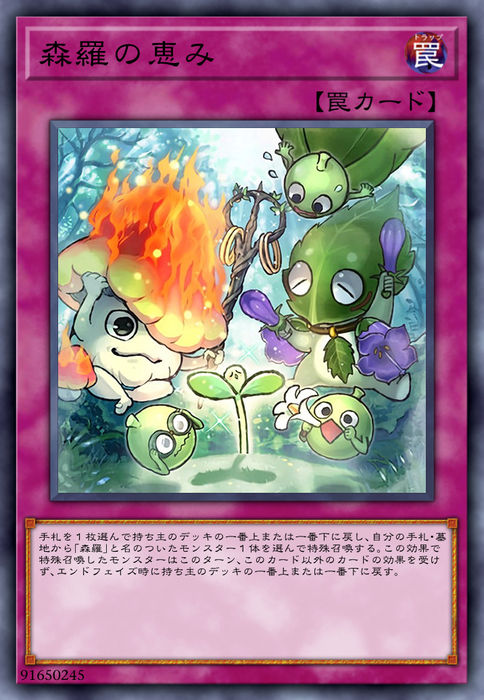 森羅の恵み
トラップ
罠
【罠カード】
手札を1枚選んで持ち主のデッキの一番上または一番下に戻し、自分の手札・墓
地から「森羅」と名のついたモンスター1体を選んで特殊召喚する。この効果で
特殊召喚したモンスターはこのターン、このカード以外のカードの効果を受け
ず、エンドフェイズ時に持ち主のデッキの一番上または一番下に戻す。
91650245